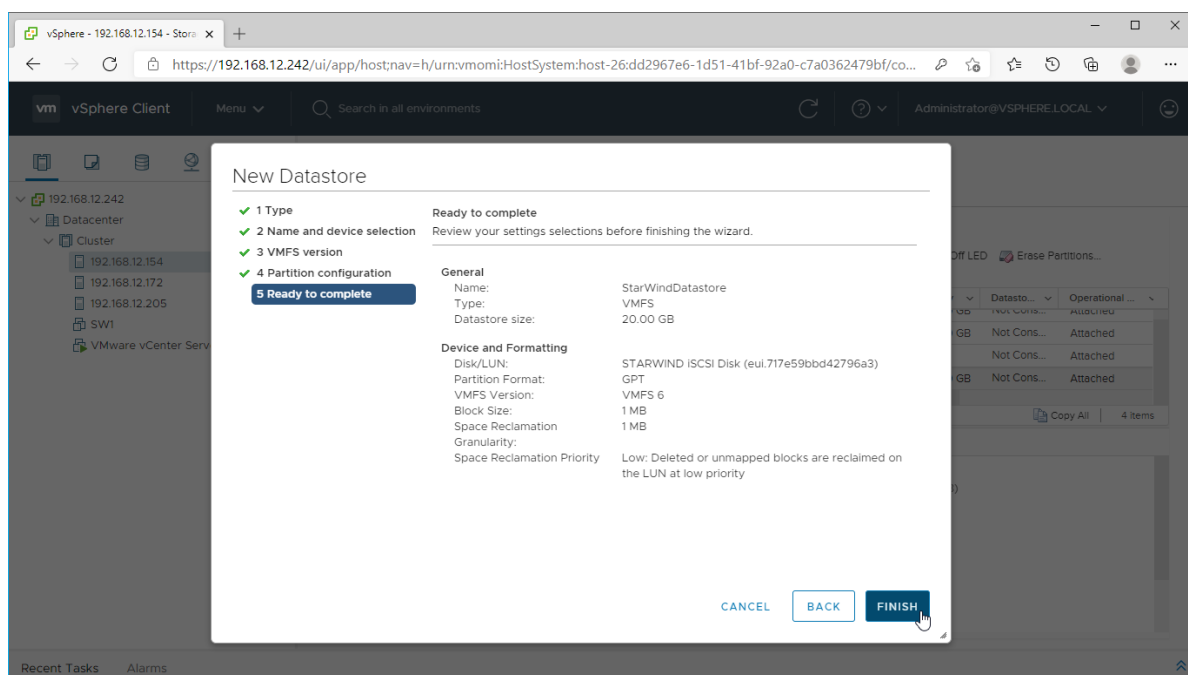 vSphere - 192.168.12.154 - Stora
https://192.168.12.242/ui/app/host;nav=h/urn:vmomi:HostSystem:host-26:dd2967e6-1d51-41bf-92a0-c7a0362479bf/co...
vm vSphere Client Menu Search in all environments Administrator@VSPHERE.LOCAL
192.168.12.242
Datacenter
Cluster
192.168.12.154
192.168.12.172
192.168.12.205
SW1
VMware vCenter Serv
New Datastore
1 Type
2 Name and device selection
3 VMFS version
4 Partition configuration
5 Ready to complete
Ready to complete
Review your settings selections before finishing the wizard.
General
Name: StarWindDatastore
Type: VMFS
Datastore size: 20.00 GB
Device and Formatting
Disk/LUN: STARWIND iSCSI Disk (eui.717e59bbd42796a3)
Partition Format: GPT
VMFS Version: VMFS 6
Block Size: 1 MB
Space Reclamation 1 MB
Granularity:
Space Reclamation Priority Low: Deleted or unmapped blocks are reclaimed on
the LUN at low priority
CANCEL BACK FINISH
Off LED Erase Partitions...
Datasto... Operational ...
GB Not Cons... Attached
GB Not Cons... Attached
Not Cons... Attached
GB Not Cons... Attached
Copy All 4 items
Recent Tasks Alarms